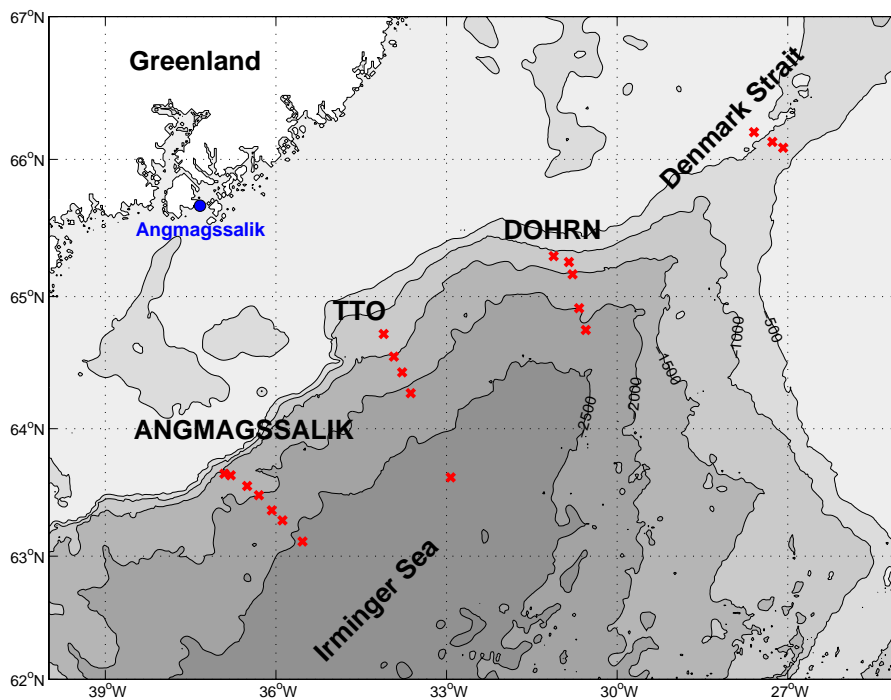 67°N
Greenland
Denmark Strait
66°N
Angmagssalik
DOHRN
65°N
TTO
-500
-1000
-1500
-2000
-2500
64°N
ANGMAGSSALIK
63°N
Irminger Sea
62°N
39°W
36°W
33°W
30°W
27°W